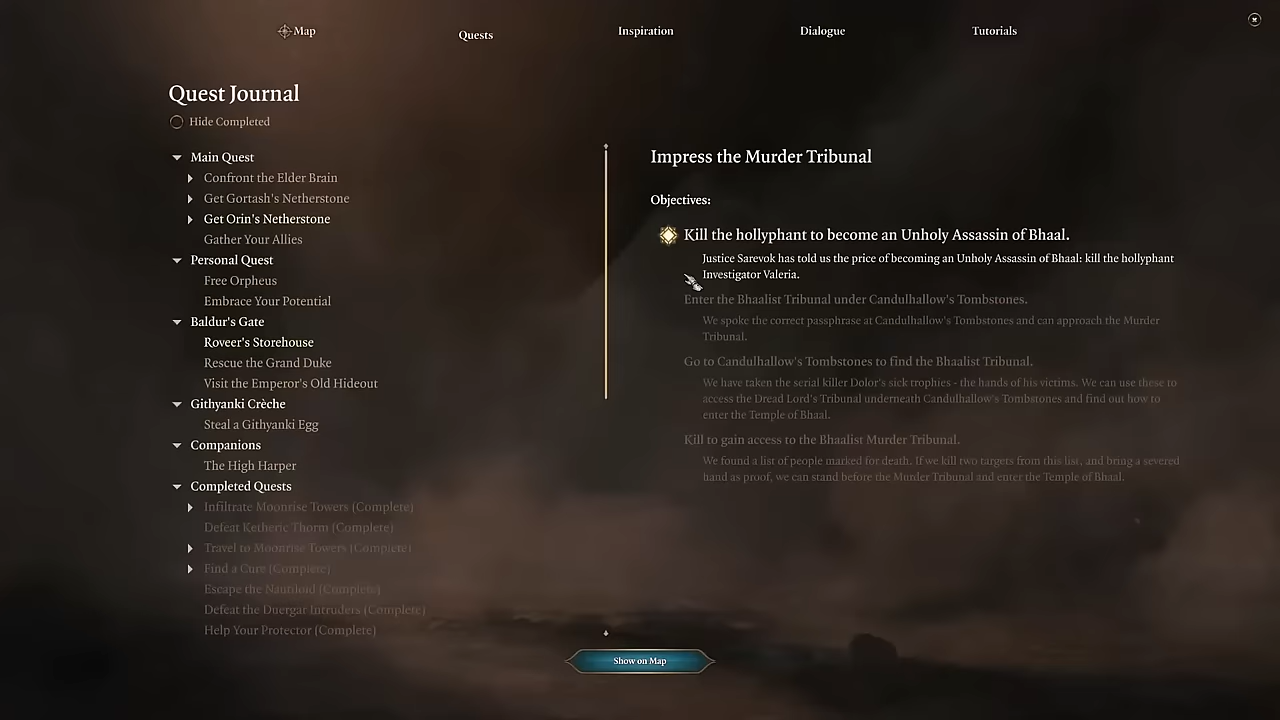 Map
Quests
Inspiration
Dialogue
Tutorials
Quest Journal
Hide Completed
Main Quest
Confront the Elder Brain
Get Gortash's Netherstone
Get Orin's Netherstone
Gather Your Allies
Personal Quest
Free Orpheus
Embrace Your Potential
Baldur's Gate
Roveer's Storehouse
Rescue the Grand Duke
Visit the Emperor's Old Hideout
Githyanki Crèche
Steal a Githyanki Egg
Companions
The High Harper
Completed Quests
Infiltrate Moonrise Towers (Complete)
Defeat Ketheric Thorm (Complete)
Travel to Moonrise Towers (Complete)
Find a Cure (Complete)
Escape the Nautiloid (Complete)
Defeat the Duergar Intruders (Complete)
Help Your Protector (Complete)
Impress the Murder Tribunal
Objectives:
Kill the hollyphant to become an Unholy Assassin of Bhaal.
Justice Sarevok has told us the price of becoming an Unholy Assassin of Bhaal: kill the hollyphant
Investigator Valeria.
Enter the Bhaalist Tribunal under Candulhallow's Tombstones.
We spoke the correct passphrase at Candulhallow's Tombstones and can approach the Murder
Tribunal.
Go to Candulhallow's Tombstones to find the Bhaalist Tribunal.
We have taken the serial killer Dolor's sick trophies - the hands of his victims. We can use these to
access the Dread Lord's Tribunal underneath Candulhallow's Tombstones and find out how to
enter the Temple of Bhaal.
Kill to gain access to the Bhaalist Murder Tribunal.
We found a list of people marked for death. If we kill two targets from this list, and bring a severed
hand as proof, we can stand before the Murder Tribunal and enter the Temple of Bhaal.
Show on Map